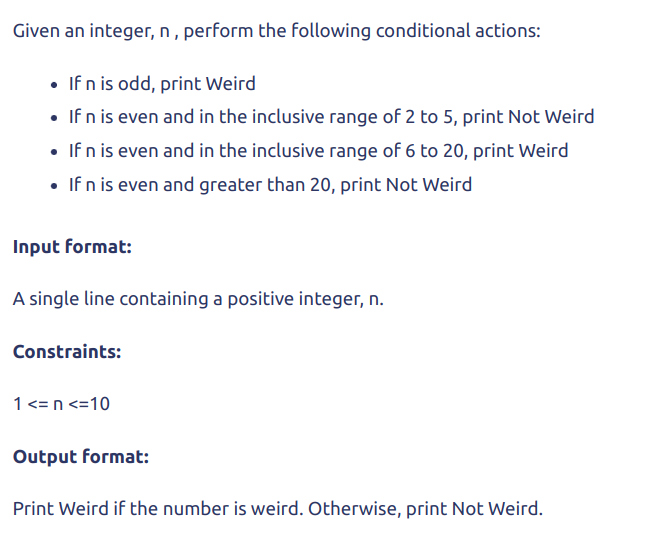 Given an integer, n , perform the following conditional actions:
• If n is odd, print Weird
• If n is even and in the inclusive range of 2 to 5, print Not Weird
• If n is even and in the inclusive range of 6 to 20, print Weird
• If n is even and greater than 20, print Not Weird
Input format:
A single line containing a positive integer, n.
Constraints:
1 <= n <=10
Output format:
Print Weird if the number is weird. Otherwise, print Not Weird.